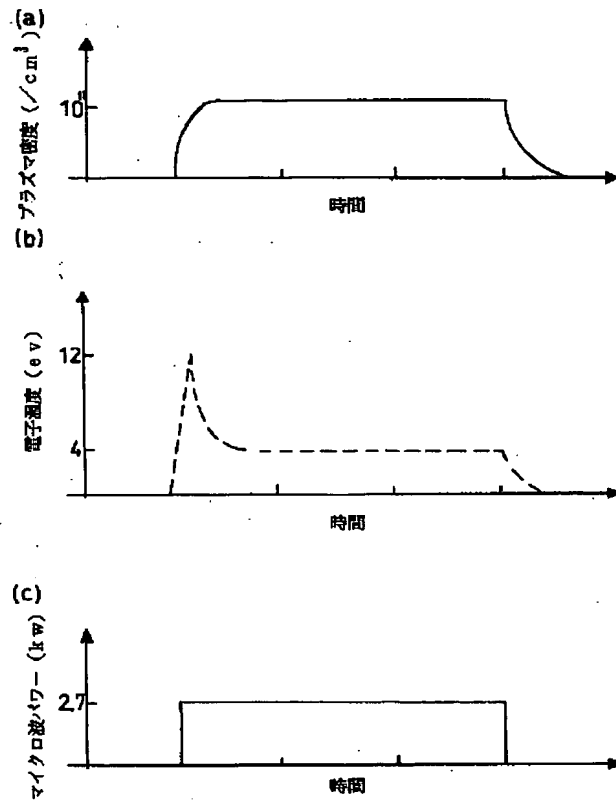 (a)
プラズマ密度 (/cm³)
10
時間
(b)
電子温度 (ev)
12
4
時間
(c)
マイクロ波パワー (kw)
2.7
時間